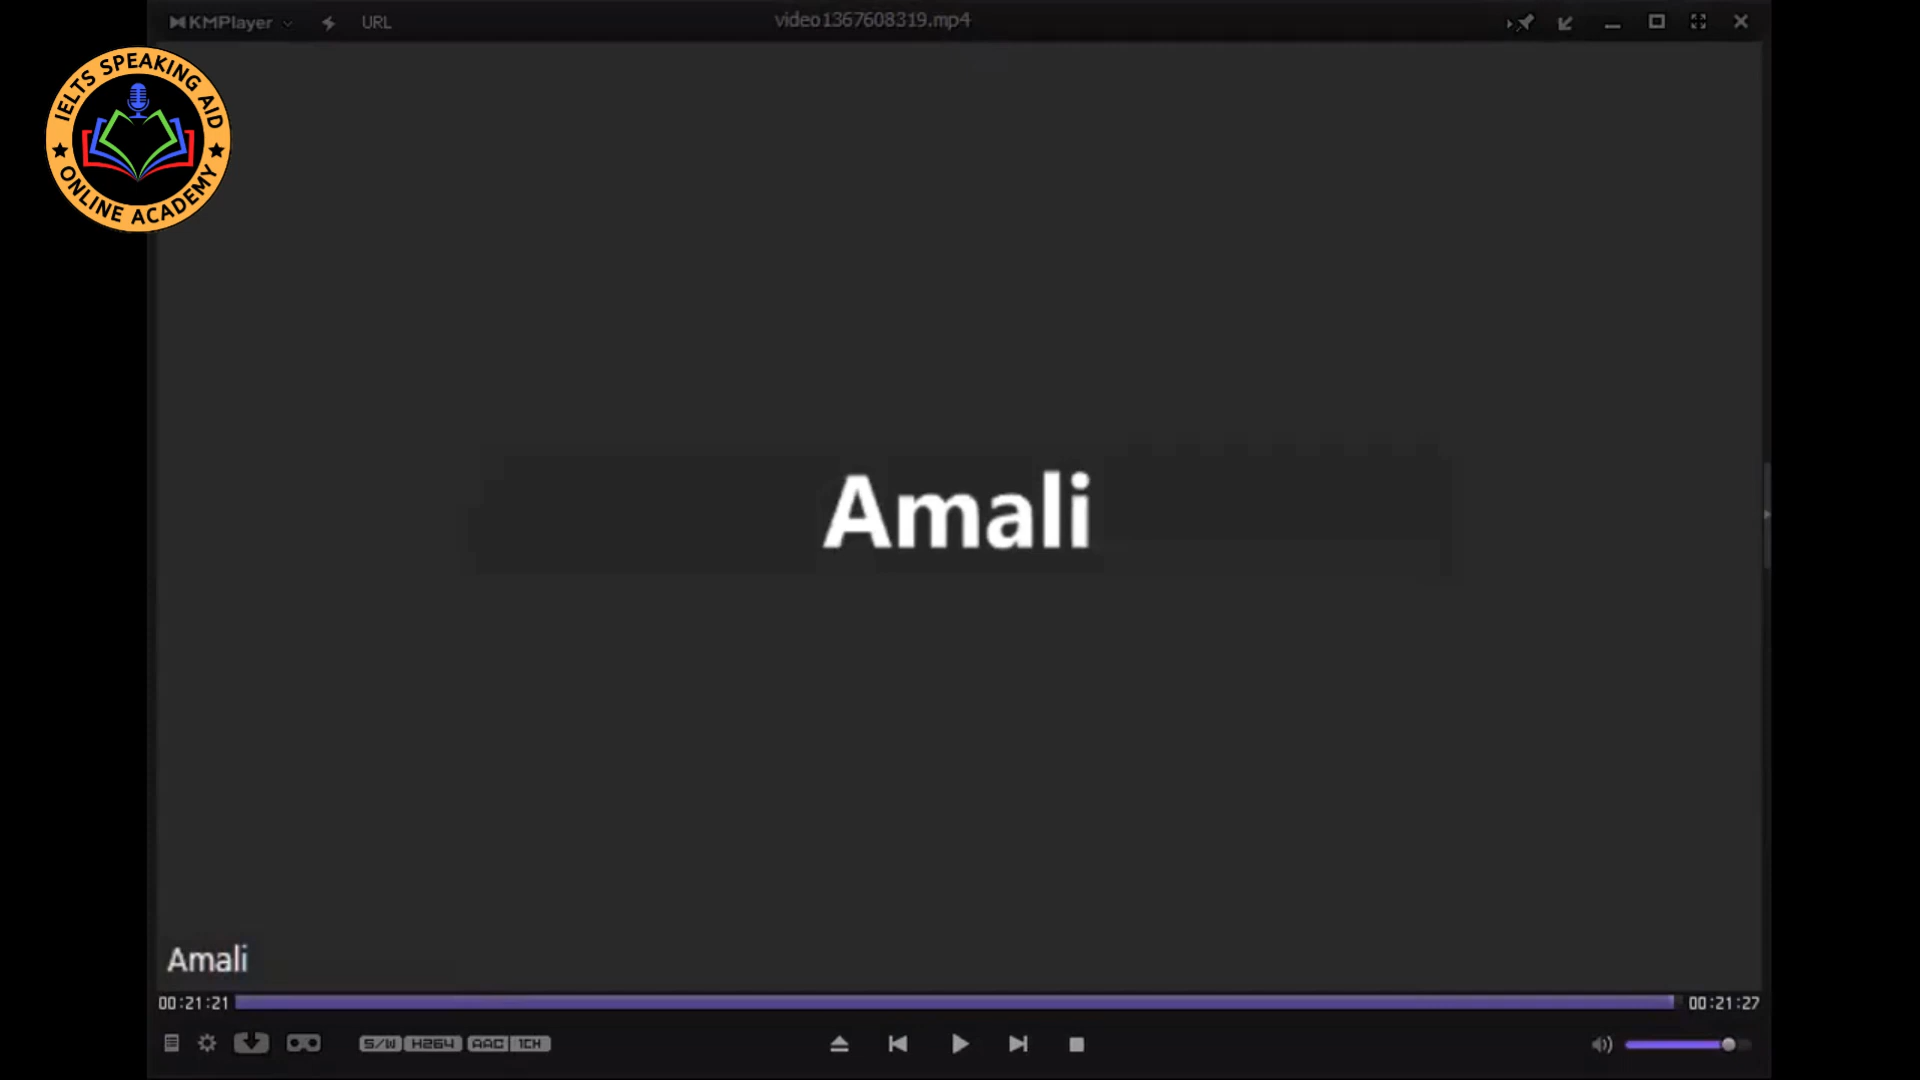 KMPlayer
URL
video1367608319.mp4
IELTS SPEAKING AID
ONLINE ACADEMY
Amali
Amali
00:21:21
00:21:27
S/W H264 AAC 1CH